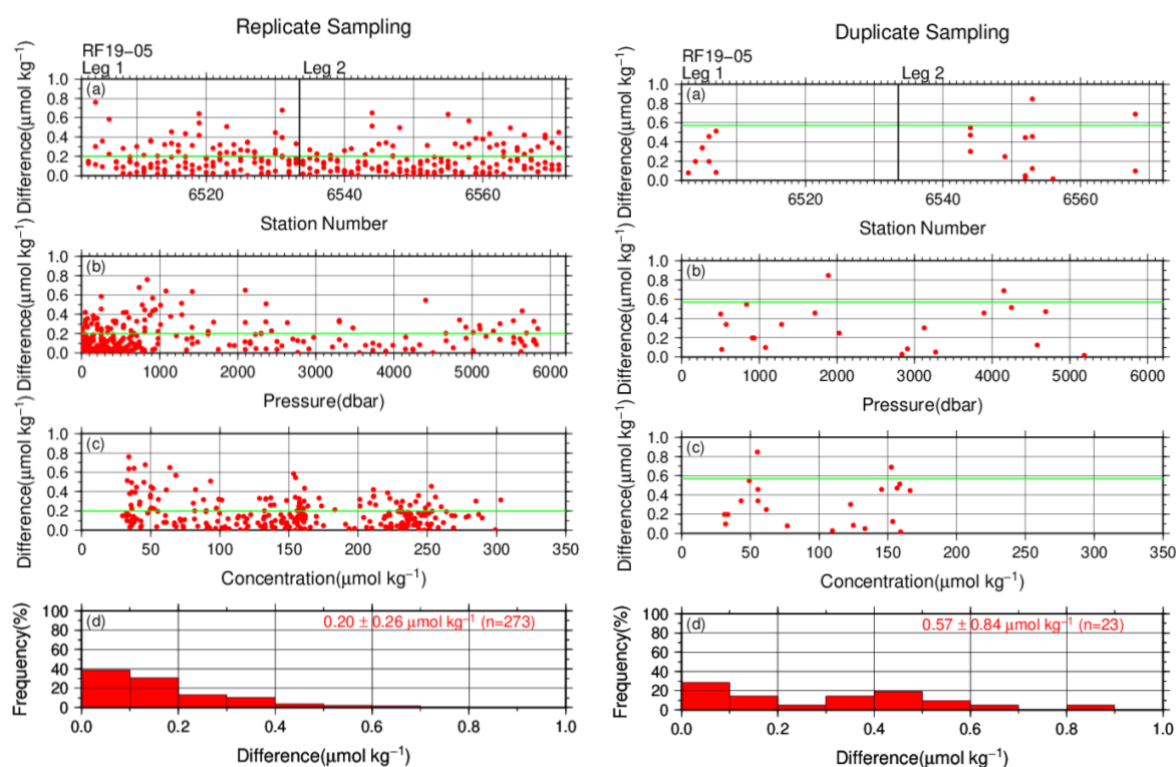 Replicate Sampling
RF19-05
Leg 1 Leg 2
(a)
1.0
0.8
0.6
0.4
0.2
0.0
Difference(μmol kg⁻¹)
6520 6540 6560
Station Number
(b)
1.0
0.8
0.6
0.4
0.2
0.0
Difference(μmol kg⁻¹)
0 1000 2000 3000 4000 5000 6000
Pressure(dbar)
(c)
1.0
0.8
0.6
0.4
0.2
0.0
Difference(μmol kg⁻¹)
0 50 100 150 200 250 300 350
Concentration(μmol kg⁻¹)
(d) 0.20 ± 0.26 μmol kg⁻¹ (n=273)
100
80
60
40
20
0
Frequency(%)
0.0 0.2 0.4 0.6 0.8 1.0
Difference(μmol kg⁻¹)
Duplicate Sampling
RF19-05
Leg 1 Leg 2
(a)
1.0
0.8
0.6
0.4
0.2
0.0
Difference(μmol kg⁻¹)
6520 6540 6560
Station Number
(b)
1.0
0.8
0.6
0.4
0.2
0.0
Difference(μmol kg⁻¹)
0 1000 2000 3000 4000 5000 6000
Pressure(dbar)
(c)
1.0
0.8
0.6
0.4
0.2
0.0
Difference(μmol kg⁻¹)
0 50 100 150 200 250 300 350
Concentration(μmol kg⁻¹)
(d) 0.57 ± 0.84 μmol kg⁻¹ (n=23)
100
80
60
40
20
0
Frequency(%)
0.0 0.2 0.4 0.6 0.8 1.0
Difference(μmol kg⁻¹)